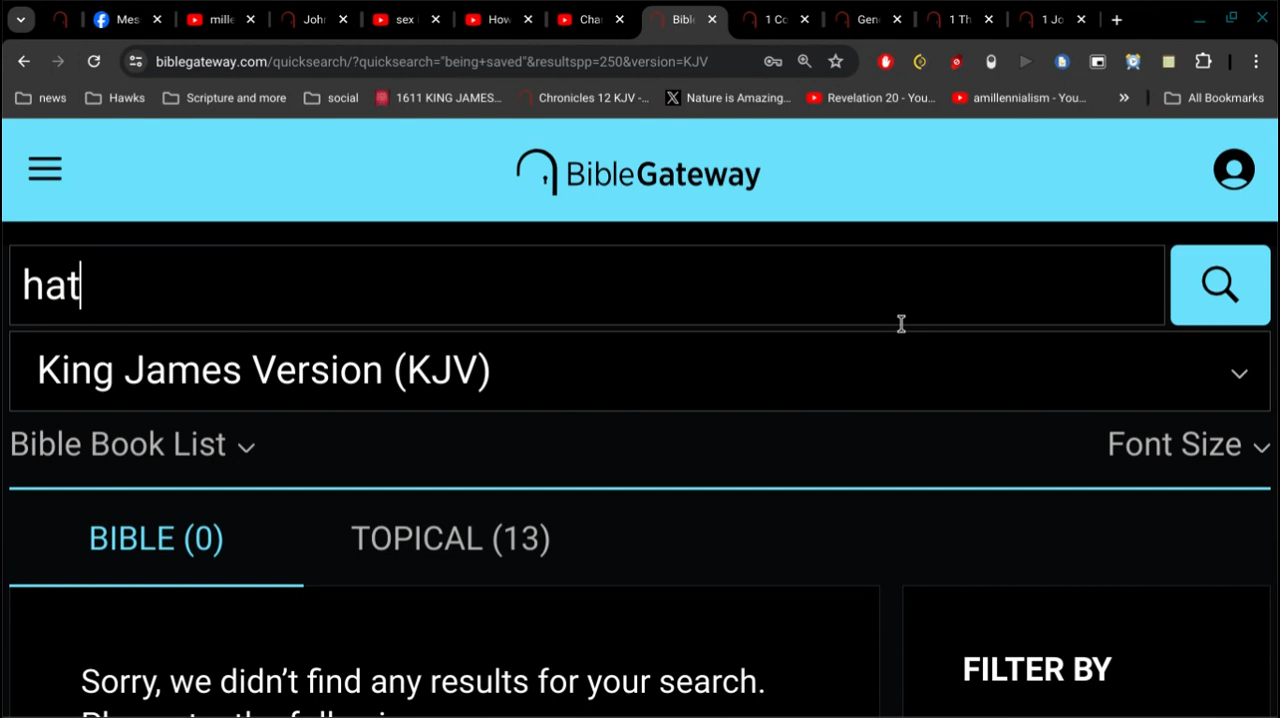 Mes
mille
Johr
sex
How
Cha
Bibl
1 Co
Gen
1 Th
1 Jo
biblegateway.com/quicksearch/?quicksearch="being+saved"&resultspp=250&version=KJV
news
Hawks
Scripture and more
social
1611 KING JAMES...
Chronicles 12 KJV -...
Nature is Amazing...
Revelation 20 - You...
amillennialism - You...
»
All Bookmarks
BibleGateway
hat
King James Version (KJV)
Bible Book List
Font Size
BIBLE (0)
TOPICAL (13)
Sorry, we didn't find any results for your search.
FILTER BY